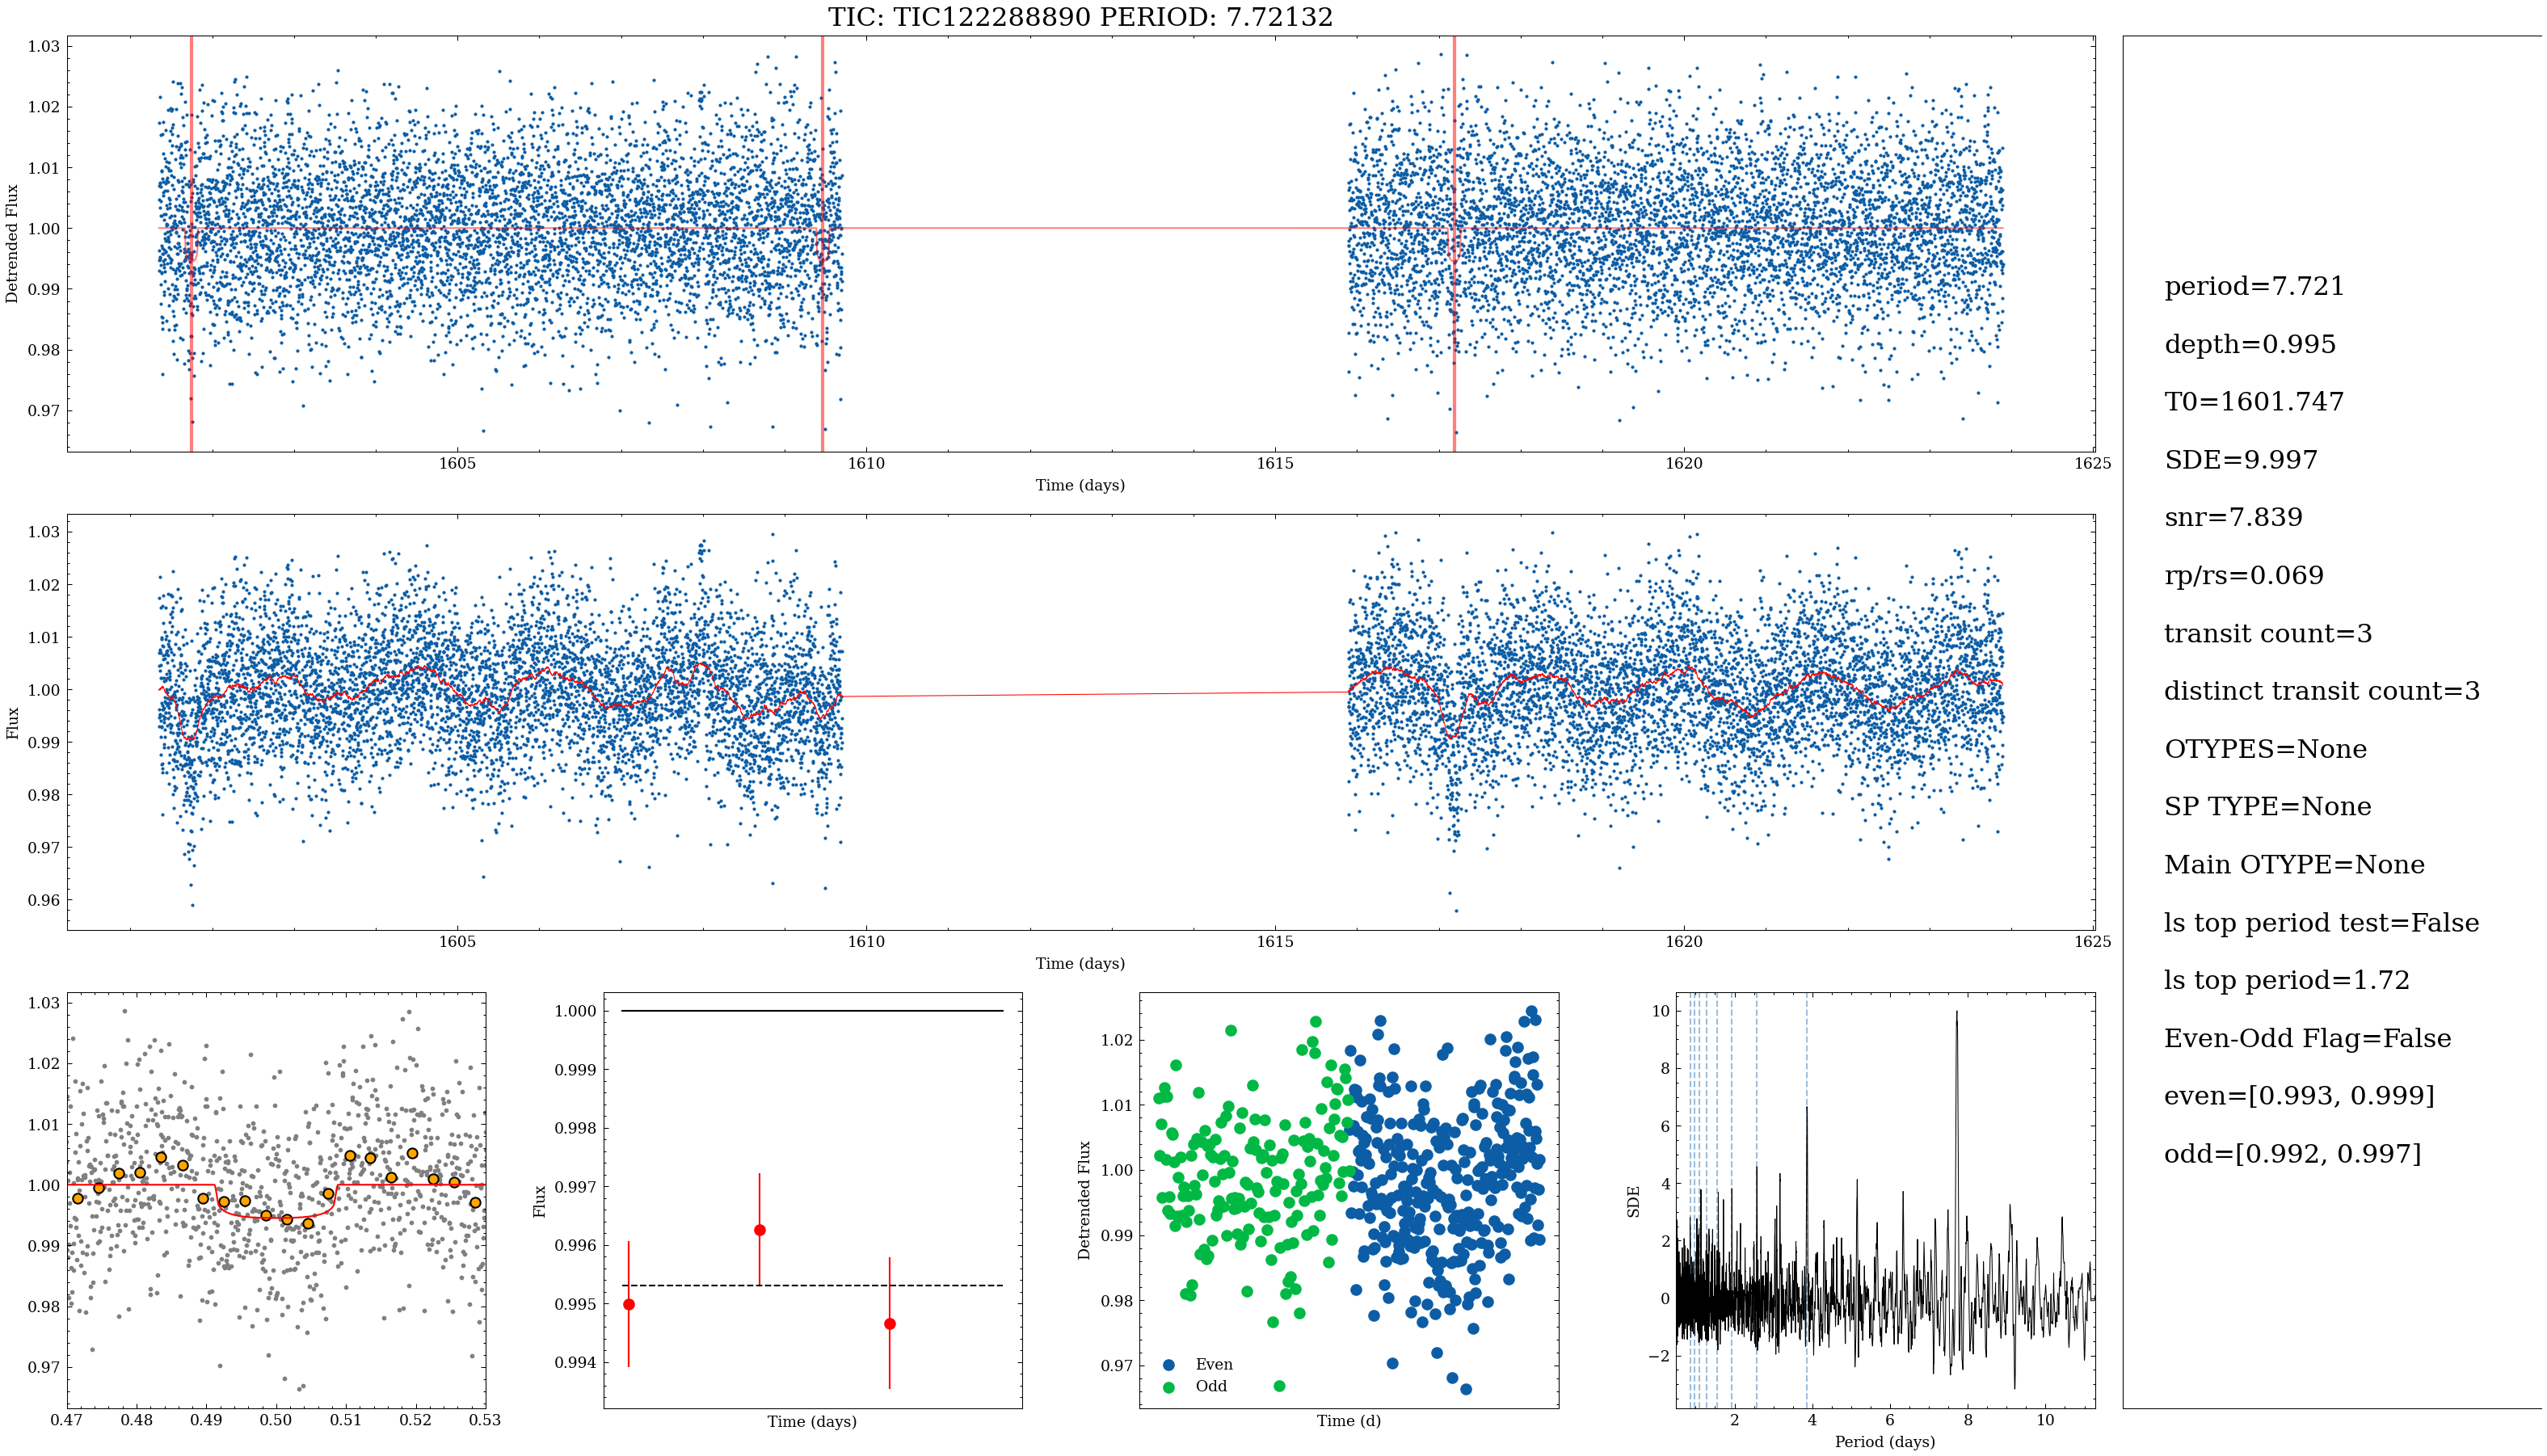 TIC: TIC122288890 PERIOD: 7.72132
1.03
1.02
1.01
1.00
0.99
0.98
0.97
Detrended Flux
1605
1610
1615
1620
1625
Time (days)
1.03
1.02
1.01
1.00
0.99
0.98
0.97
0.96
Flux
1605
1610
1615
1620
1625
Time (days)
1.03
1.02
1.01
1.00
0.99
0.98
0.97
0.47
0.48
0.49
0.50
0.51
0.52
0.53
1.000
0.999
0.998
0.997
0.996
0.995
0.994
Flux
Time (days)
1.02
1.01
1.00
0.99
0.98
0.97
Detrended Flux
Even
Odd
Time (d)
10
8
6
4
2
0
−2
SDE
2
4
6
8
10
Period (days)
period=7.721
depth=0.995
T0=1601.747
SDE=9.997
snr=7.839
rp/rs=0.069
transit count=3
distinct transit count=3
OTYPES=None
SP TYPE=None
Main OTYPE=None
ls top period test=False
ls top period=1.72
Even-Odd Flag=False
even=[0.993, 0.999]
odd=[0.992, 0.997]